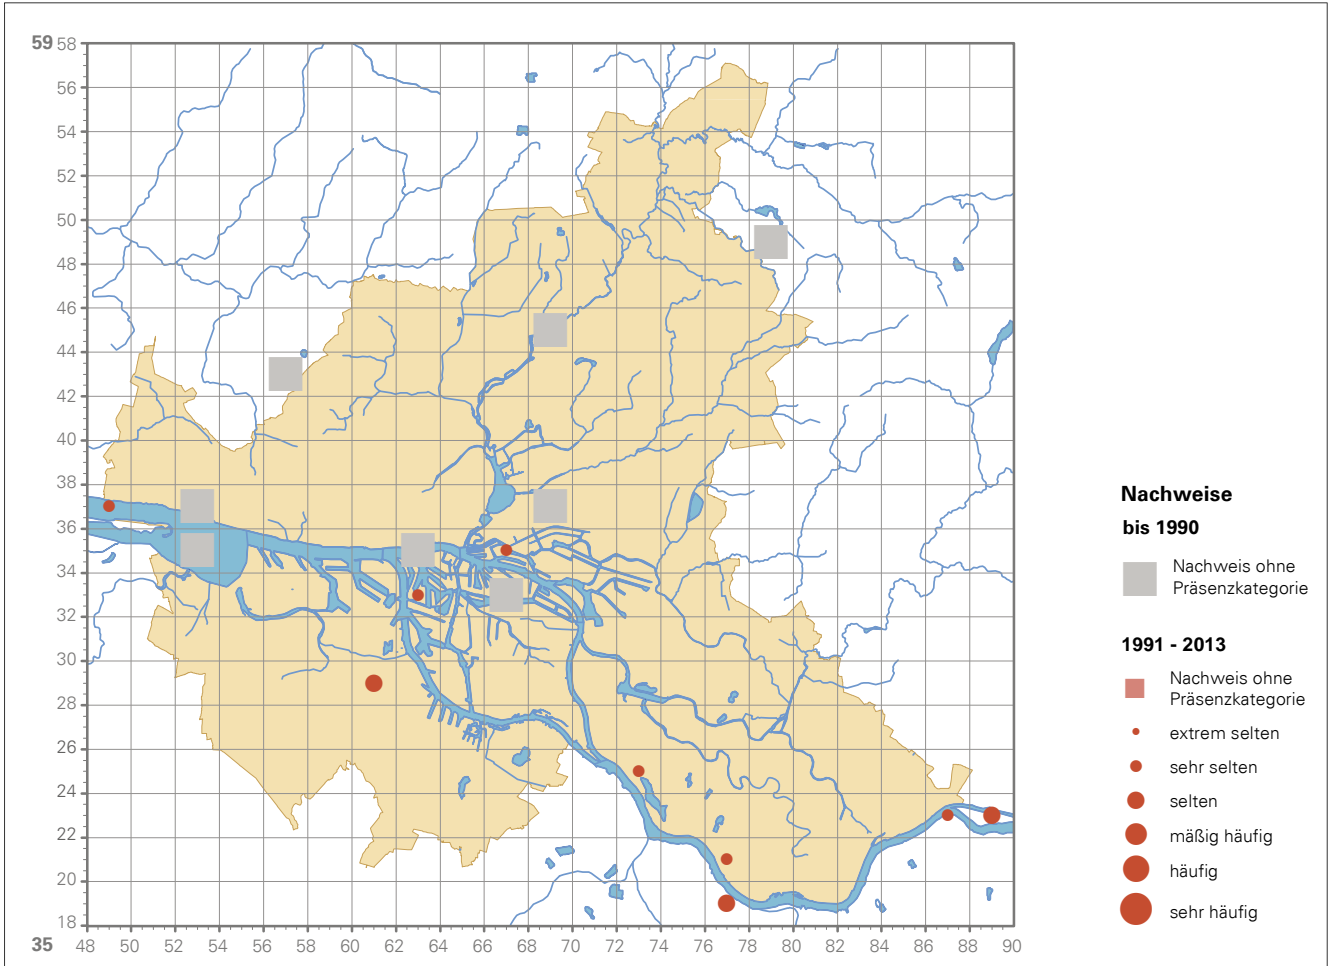 59 58
56
54
52
50
48
46
44
42
40
38
36
34
32
30
28
26
24
22
20
18
35
48 50 52 54 56 58 60 62 64 66 68 70 72 74 76 78 80 82 84 86 88 90
Nachweise
bis 1990
Nachweis ohne
Präsenzkategorie
1991 - 2013
Nachweis ohne
Präsenzkategorie
extrem selten
sehr selten
selten
mäßig häufig
häufig
sehr häufig